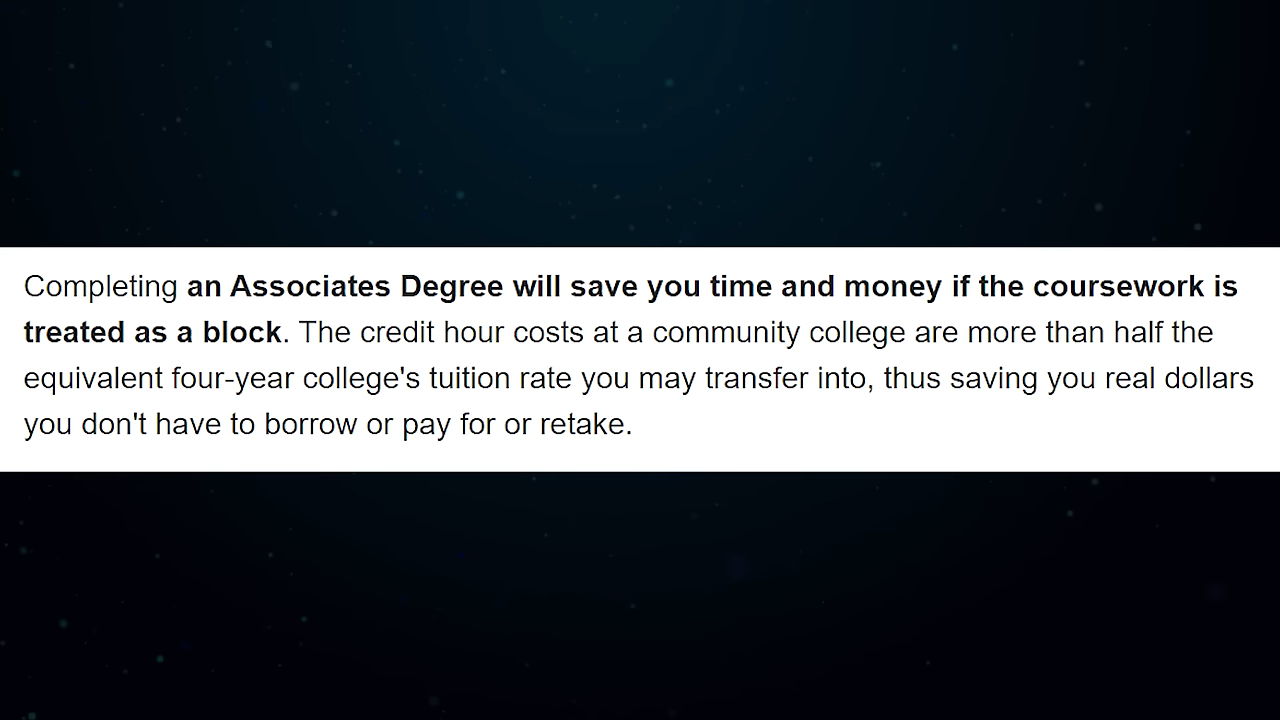 Completing an Associates Degree will save you time and money if the coursework is
treated as a block. The credit hour costs at a community college are more than half the
equivalent four-year college's tuition rate you may transfer into, thus saving you real dollars
you don't have to borrow or pay for or retake.